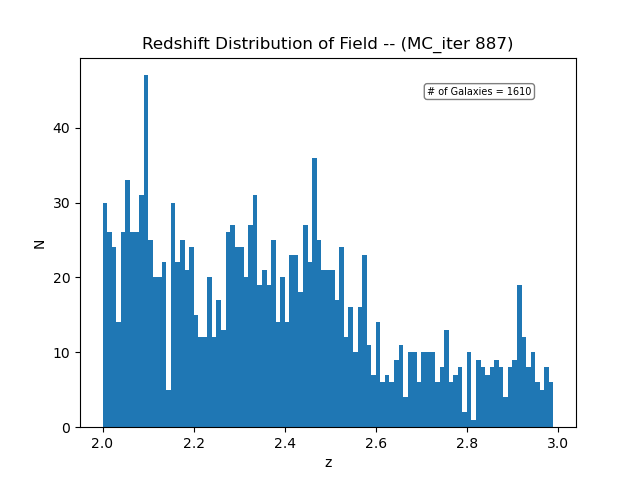 Redshift Distribution of Field -- (MC_iter 887)
# of Galaxies = 1610
N
40
30
20
10
0
2.0 2.2 2.4 2.6 2.8 3.0
z